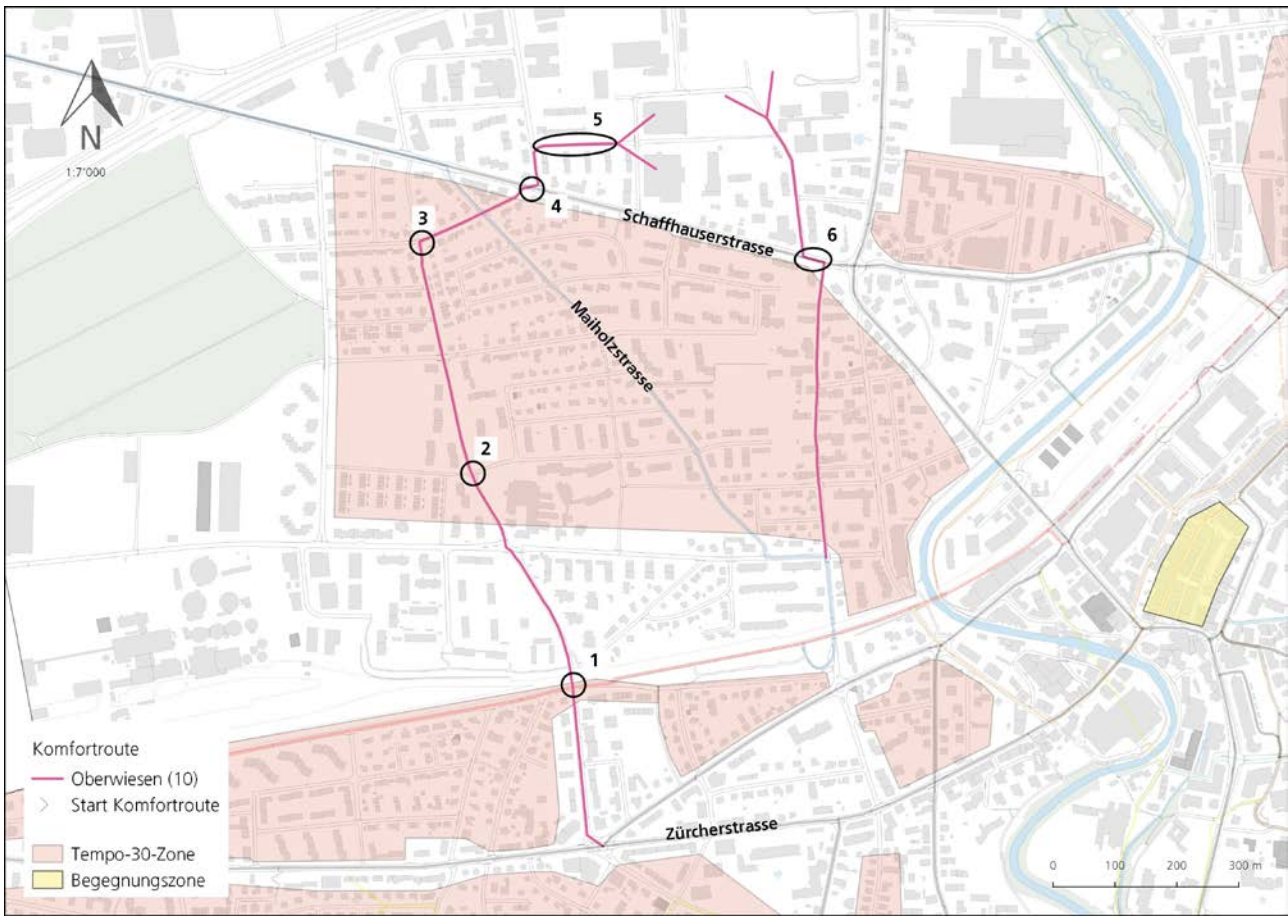 N
1:7'000
5
4
3
Schaffhauserstrasse
6
Maiholzstrasse
2
1
Komfortroute
Oberwiesen (10)
Start Komfortroute
Tempo-30-Zone
Begegnungszone
Zürcherstrasse
0 100 200 300 m